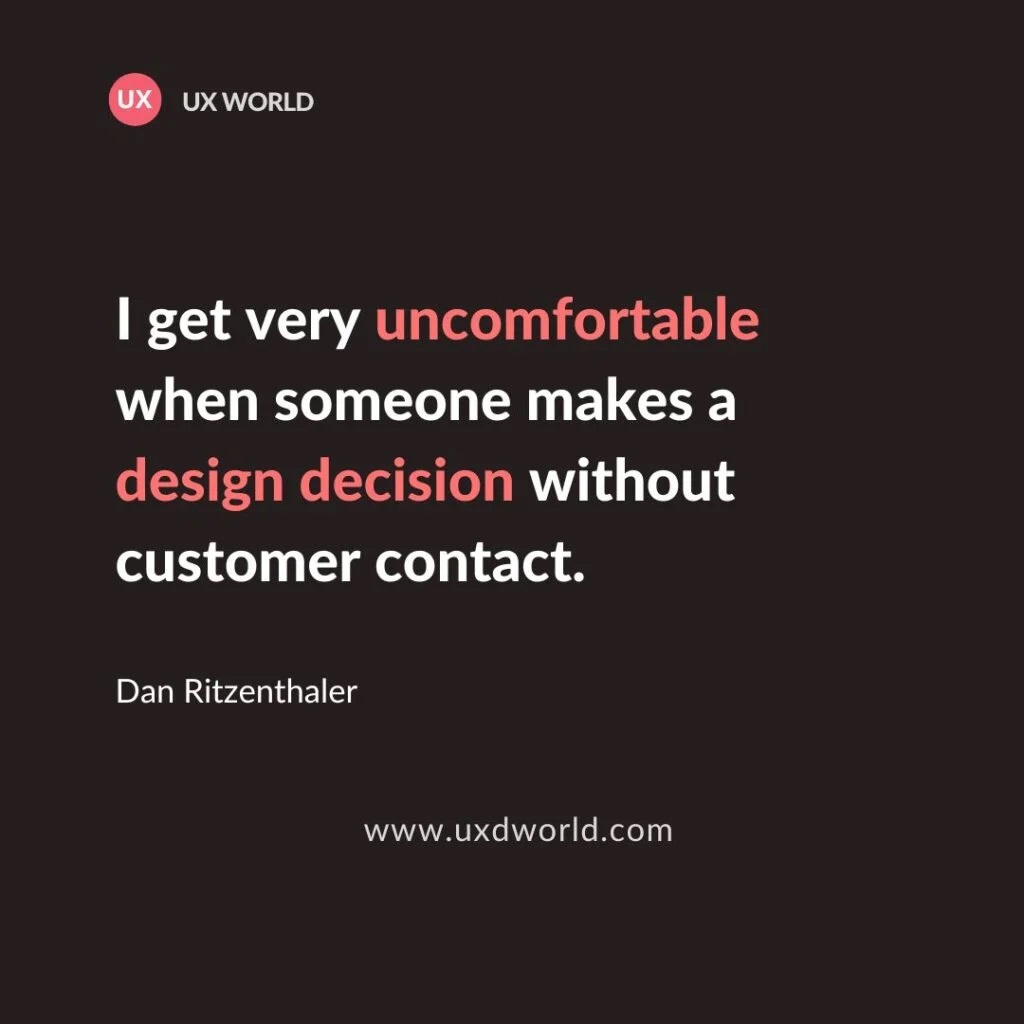 UX UX WORLD
I get very uncomfortable
when someone makes a
design decision without
customer contact.
Dan Ritzenthaler
www.uxdworld.com